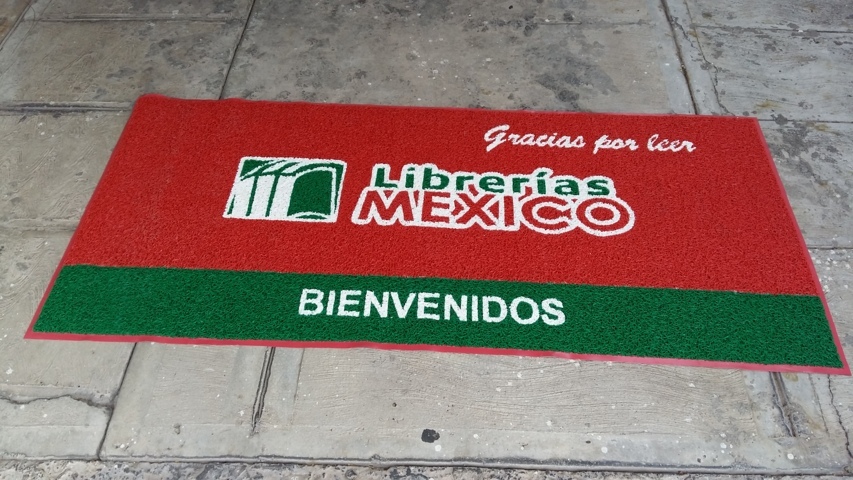 Gracias por leer
Librerías
MEXICO
BIENVENIDOS